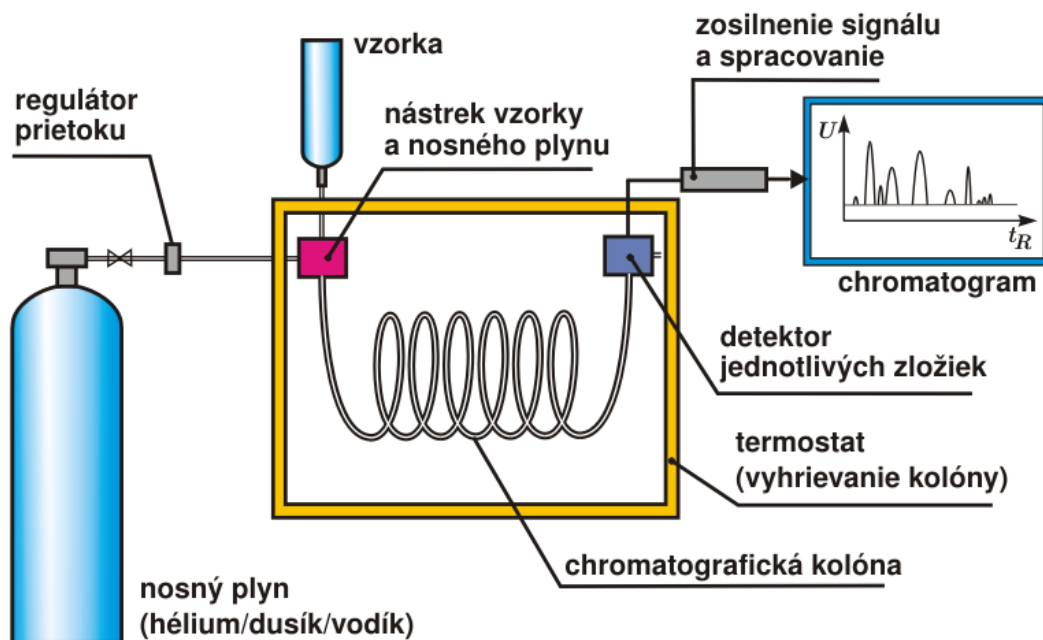 vzorka
zosilnenie signálu
a spracovanie
regulátor
prietoku
nástrek vzorky
a nosného plynu
U
t_R
chromatogram
detektor
jednotlivých zložiek
termostat
(vyhrievanie kolóny)
chromatografická kolóna
nosný plyn
(hélium/dusík/vodík)